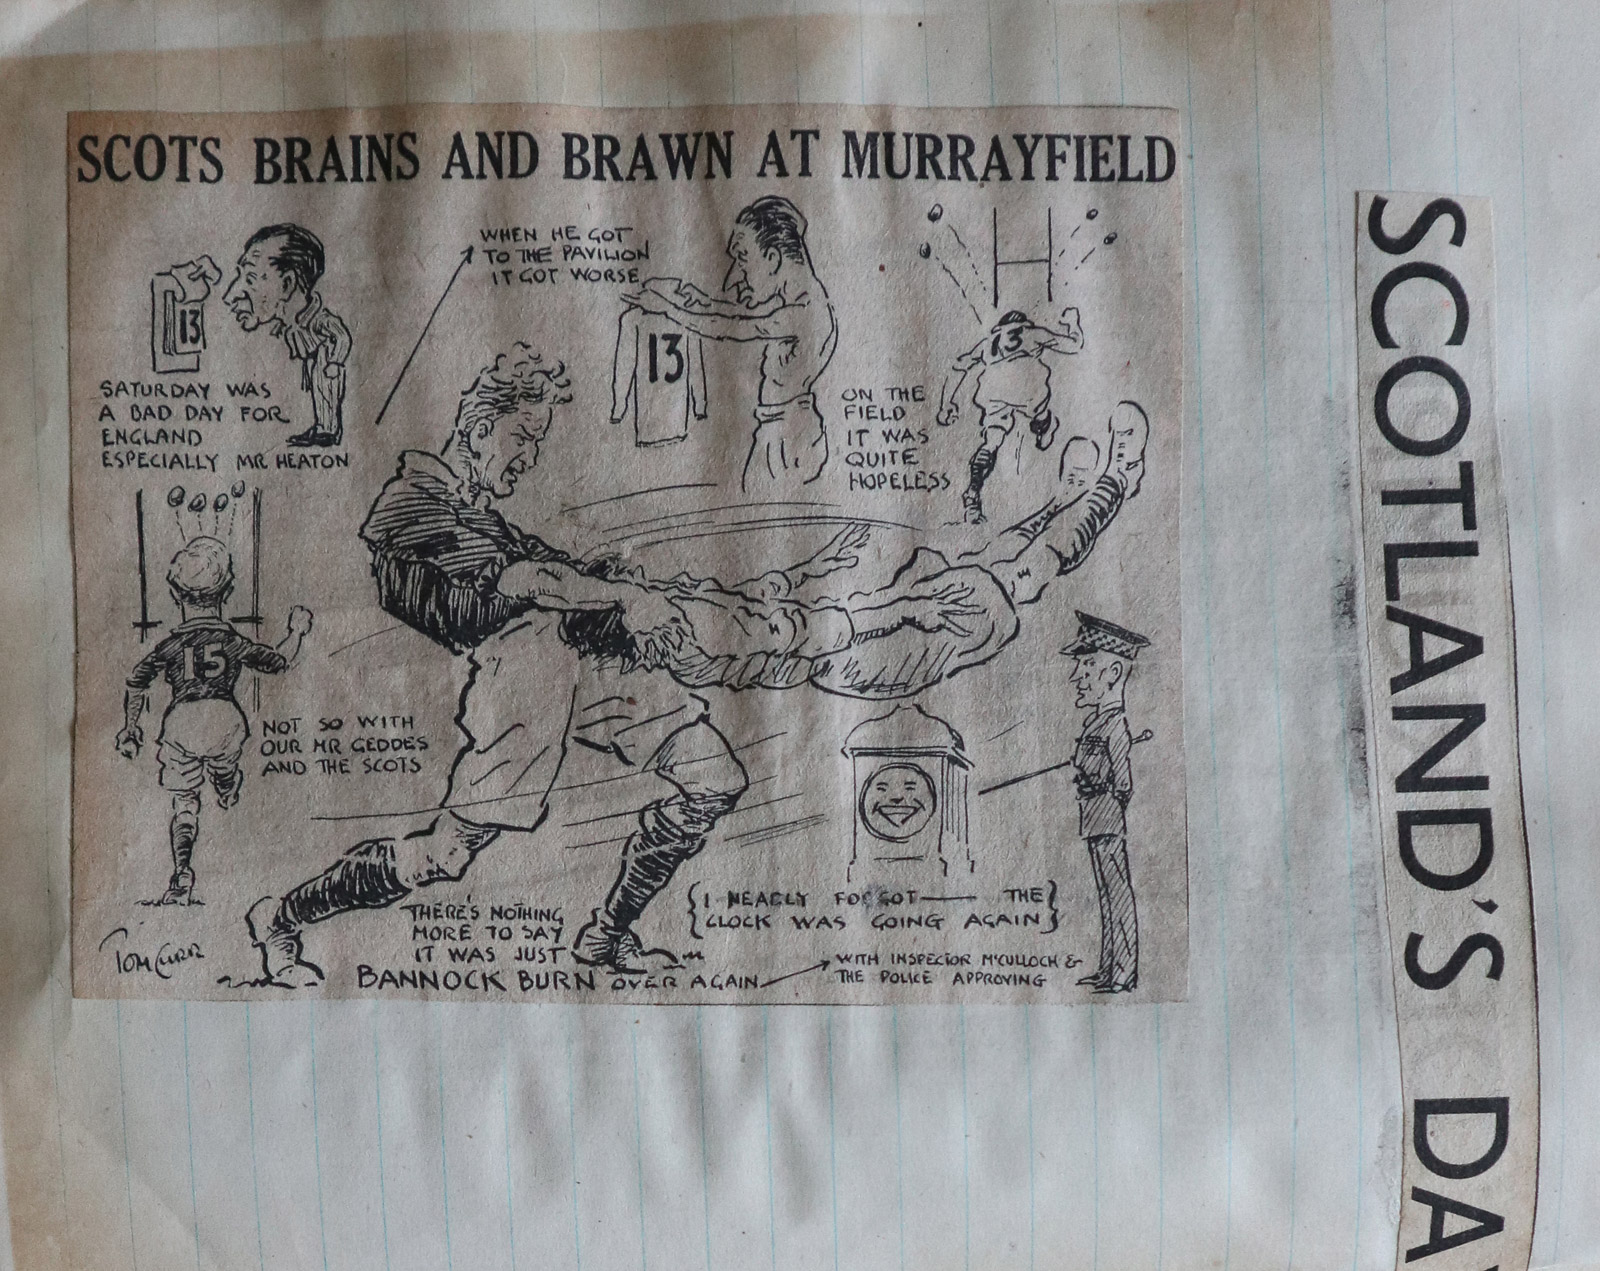 SCOTS BRAINS AND BRAWN AT MURRAYFIELD
13
SATURDAY WAS
A BAD DAY FOR
ENGLAND
ESPECIALLY MR HEATON
WHEN HE GOT
TO THE PAVILION
IT GOT WORSE
13
13
ON THE
FIELD
IT WAS
QUITE
HOPELESS
15
NOT SO WITH
OUR MR GEDDES
AND THE SCOTS
THERE'S NOTHING
MORE TO SAY
IT WAS JUST
BANNOCK BURN OVER AGAIN
{I NEARLY FORGOT—— THE}
{CLOCK WAS GOING AGAIN}
WITH INSPECTOR M'CULLOCH &
THE POLICE APPROVING
TOM CURR
SCOTLAND'S DA